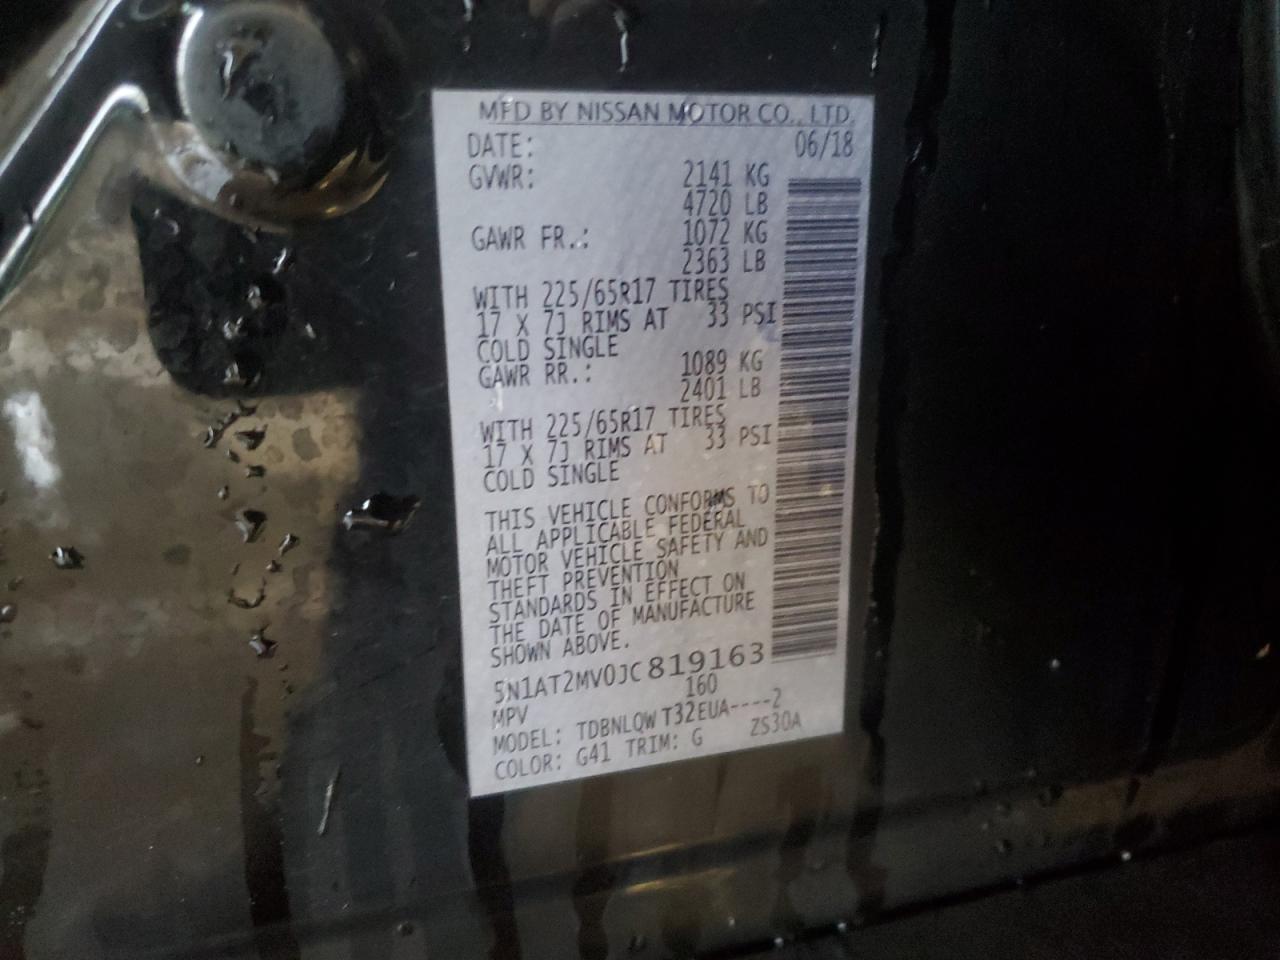 MFD BY NISSAN MOTOR CO., LTD.
DATE: 06/18
GVWR: 2141 KG
4720 LB
GAWR FR.: 1072 KG
2363 LB
WITH 225/65R17 TIRES
17 X 7J RIMS AT 33 PSI
COLD SINGLE
GAWR RR.: 1089 KG
2401 LB
WITH 225/65R17 TIRES
17 X 7J RIMS AT 33 PSI
COLD SINGLE
THIS VEHICLE CONFORMS TO
ALL APPLICABLE FEDERAL
MOTOR VEHICLE SAFETY AND
THEFT PREVENTION
STANDARDS IN EFFECT ON
THE DATE OF MANUFACTURE
SHOWN ABOVE.
5N1AT2MV0JC819163
MPV 160
MODEL: TDBNLQWT32EUA----2
COLOR: G41 TRIM: G ZS30A